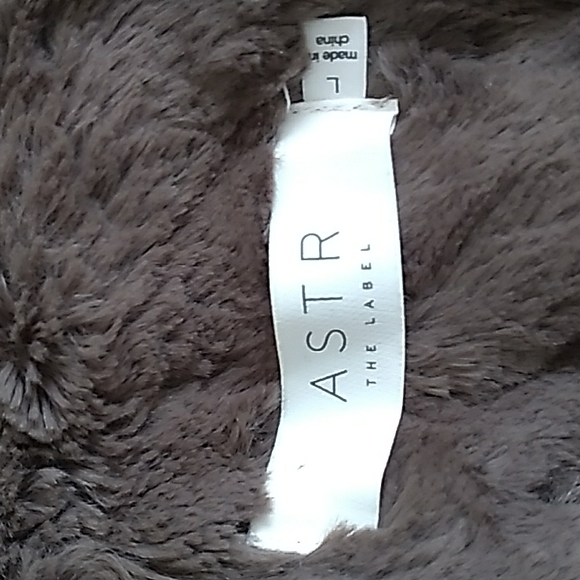 ASTR
THE LABEL
L
made in
china